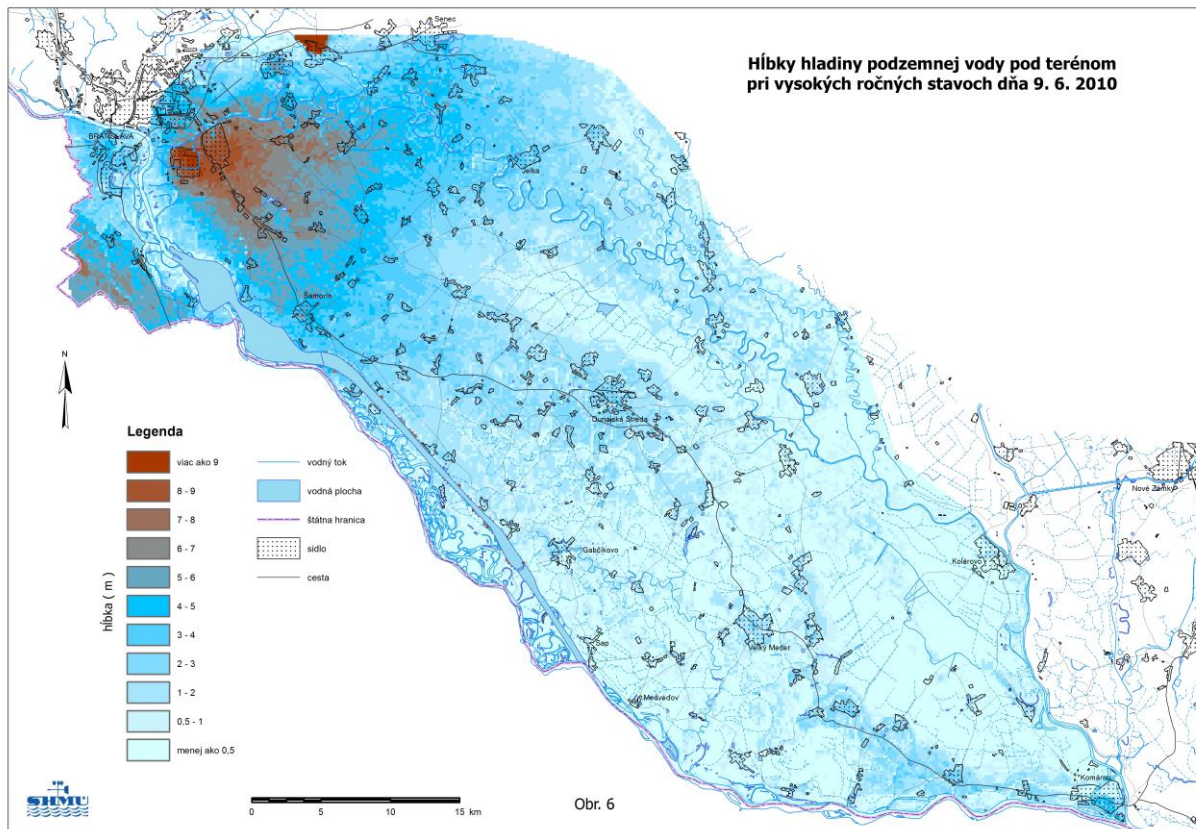 Hĺbky hladiny podzemnej vody pod terénom
pri vysokých ročných stavoch dňa 9. 6. 2010
Senec
BRATISLAVA
Jelka
Šamorín
Dunajská Streda
Nové Zámky
Gabčíkovo
Kolárovo
Veľký Meder
Sap
Medveďov
Komárno
N
Legenda
hĺbka ( m )
viac ako 9
8 - 9
7 - 8
6 - 7
5 - 6
4 - 5
3 - 4
2 - 3
1 - 2
0,5 - 1
menej ako 0,5
vodný tok
vodná plocha
štátna hranica
sídlo
cesta
SHMÚ
0 5 10 15 km
Obr. 6